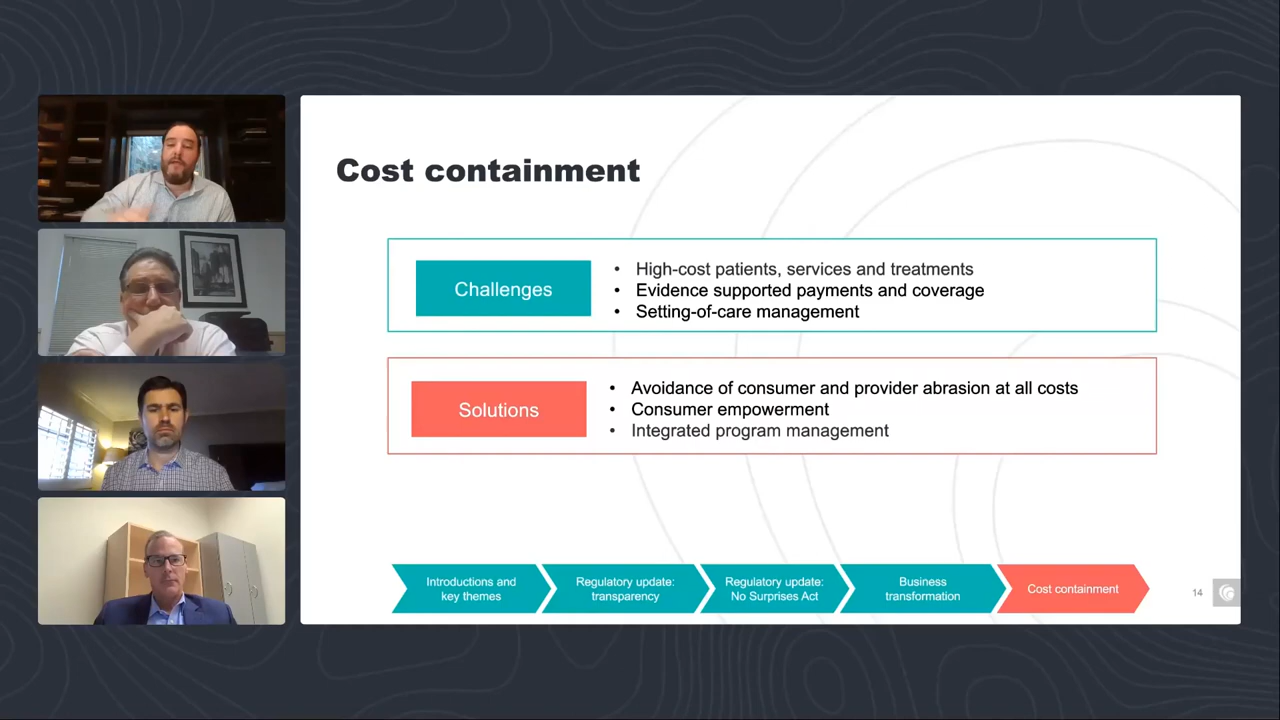 Cost containment
Challenges
• High-cost patients, services and treatments
• Evidence supported payments and coverage
• Setting-of-care management
Solutions
• Avoidance of consumer and provider abrasion at all costs
• Consumer empowerment
• Integrated program management
Introductions and
key themes
Regulatory update:
transparency
Regulatory update:
No Surprises Act
Business
transformation
Cost containment
14